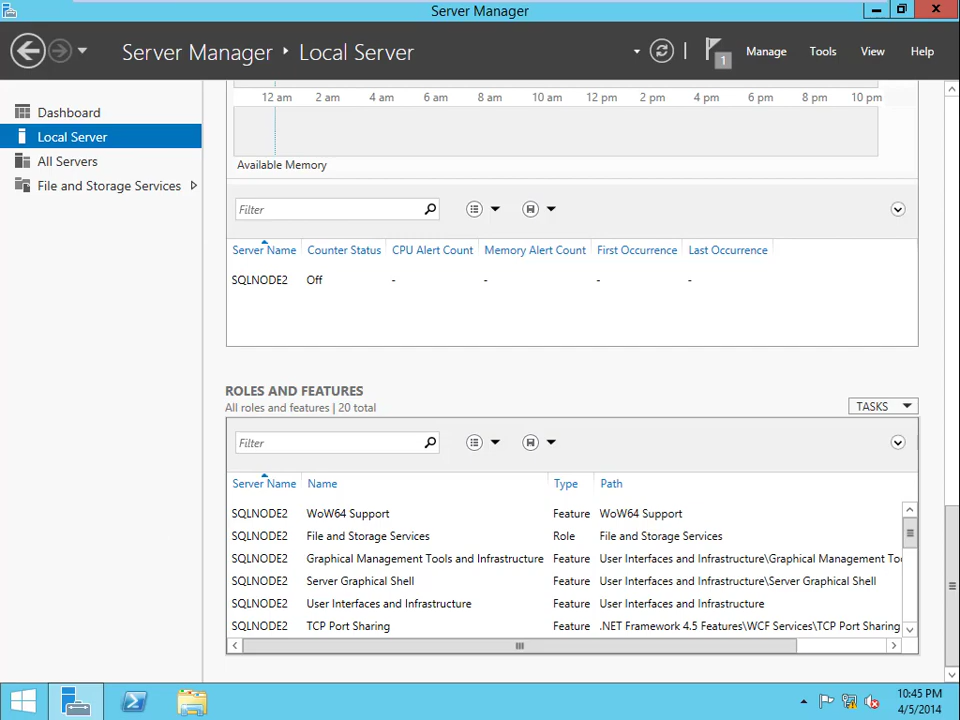 Server Manager
Server Manager Local Server
1
Manage
Tools
View
Help
Dashboard
Local Server
All Servers
File and Storage Services
12 am 2 am 4 am 6 am 8 am 10 am 12 pm 2 pm 4 pm 6 pm 8 pm 10 pm
Available Memory
Filter
Server Name Counter Status CPU Alert Count Memory Alert Count First Occurrence Last Occurrence
SQLNODE2 Off - - - -
ROLES AND FEATURES
All roles and features | 20 total
TASKS
Filter
Server Name Name Type Path
SQLNODE2 WoW64 Support Feature WoW64 Support
SQLNODE2 File and Storage Services Role File and Storage Services
SQLNODE2 Graphical Management Tools and Infrastructure Feature User Interfaces and Infrastructure\Graphical Management To
SQLNODE2 Server Graphical Shell Feature User Interfaces and Infrastructure\Server Graphical Shell
SQLNODE2 User Interfaces and Infrastructure Feature User Interfaces and Infrastructure
SQLNODE2 TCP Port Sharing Feature .NET Framework 4.5 Features\WCF Services\TCP Port Sharing
10:45 PM
4/5/2014